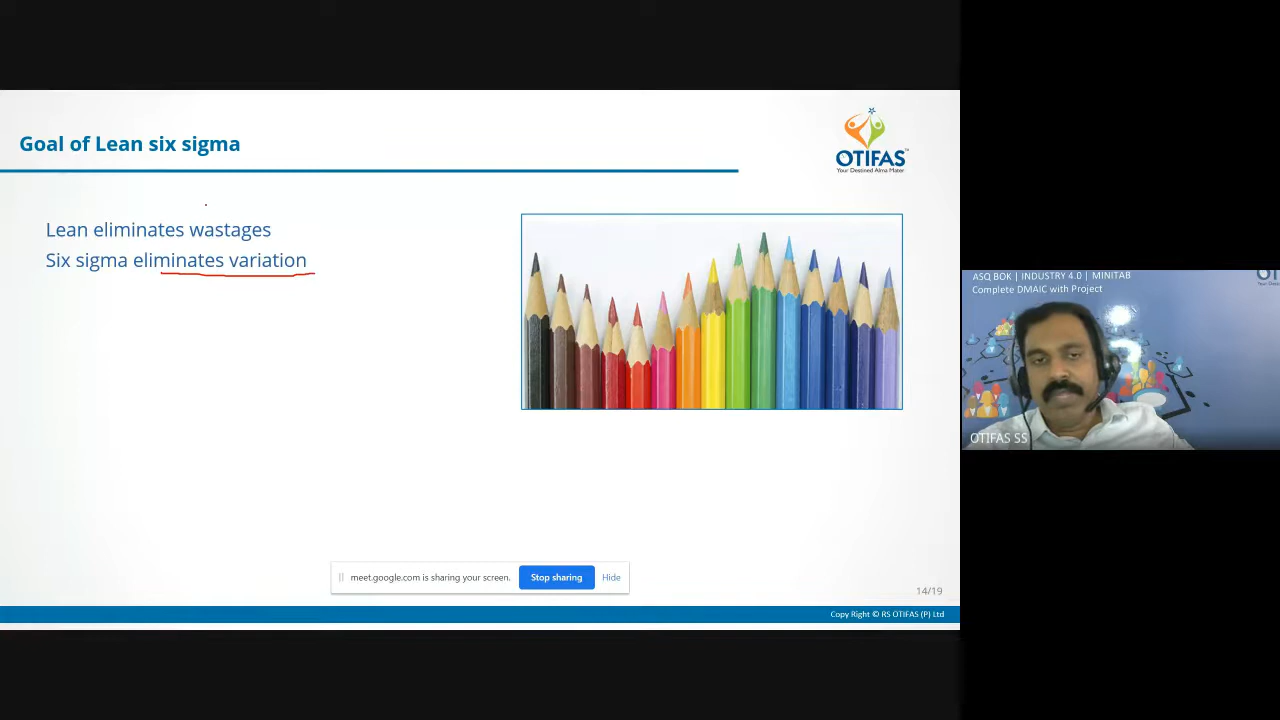 Goal of Lean six sigma
OTIFAS
Your Destined Alma Mater
Lean eliminates wastages
Six sigma eliminates variation
meet.google.com is sharing your screen.
Stop sharing
Hide
14/19
Copy Right © RS OTIFAS (P) Ltd
ASQ BOK | INDUSTRY 4.0 | MINITAB
Complete DMAIC with Project
OTIFAS SS